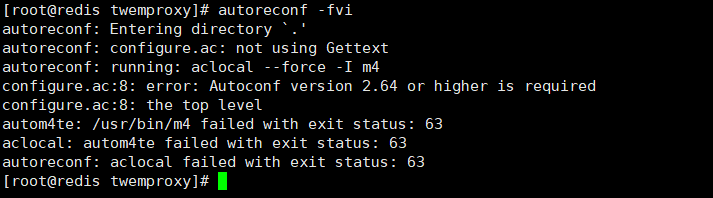 [root@redis twemproxy]# autoreconf -fvi
autoreconf: Entering directory `.'
autoreconf: configure.ac: not using Gettext
autoreconf: running: aclocal --force -I m4
configure.ac:8: error: Autoconf version 2.64 or higher is required
configure.ac:8: the top level
autom4te: /usr/bin/m4 failed with exit status: 63
aclocal: autom4te failed with exit status: 63
autoreconf: aclocal failed with exit status: 63
[root@redis twemproxy]#